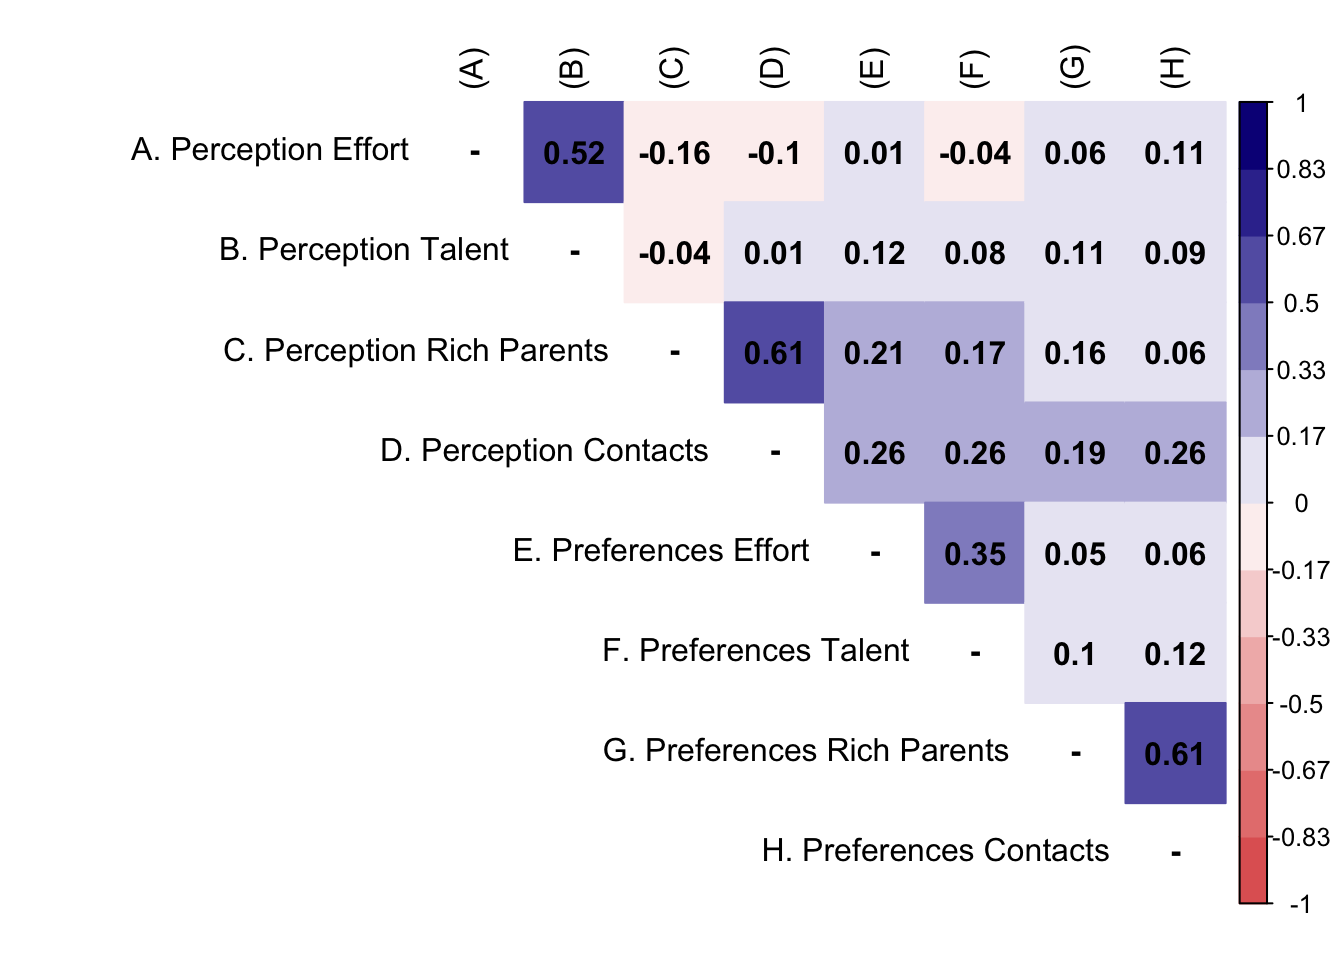 (A) (B) (C) (D) (E) (F) (G) (H)
A. Perception Effort - 0.52 -0.16 -0.1 0.01 -0.04 0.06 0.11
B. Perception Talent - -0.04 0.01 0.12 0.08 0.11 0.09
C. Perception Rich Parents - 0.61 0.21 0.17 0.16 0.06
D. Perception Contacts - 0.26 0.26 0.19 0.26
E. Preferences Effort - 0.35 0.05 0.06
F. Preferences Talent - 0.1 0.12
G. Preferences Rich Parents - 0.61
H. Preferences Contacts -
1
0.83
0.67
0.5
0.33
0.17
0
-0.17
-0.33
-0.5
-0.67
-0.83
-1